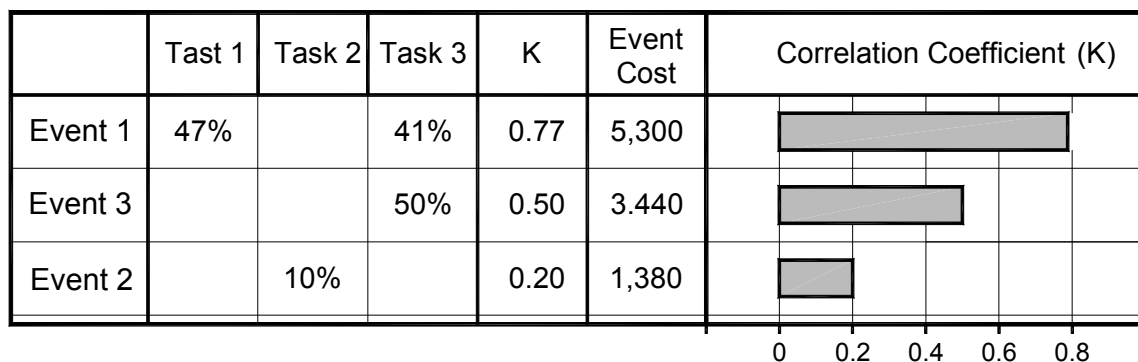 Tast 1 Task 2 Task 3 K Event Cost Correlation Coefficient (K)
Event 1 47% 41% 0.77 5,300
Event 3 50% 0.50 3.440
Event 2 10% 0.20 1,380
0 0.2 0.4 0.6 0.8